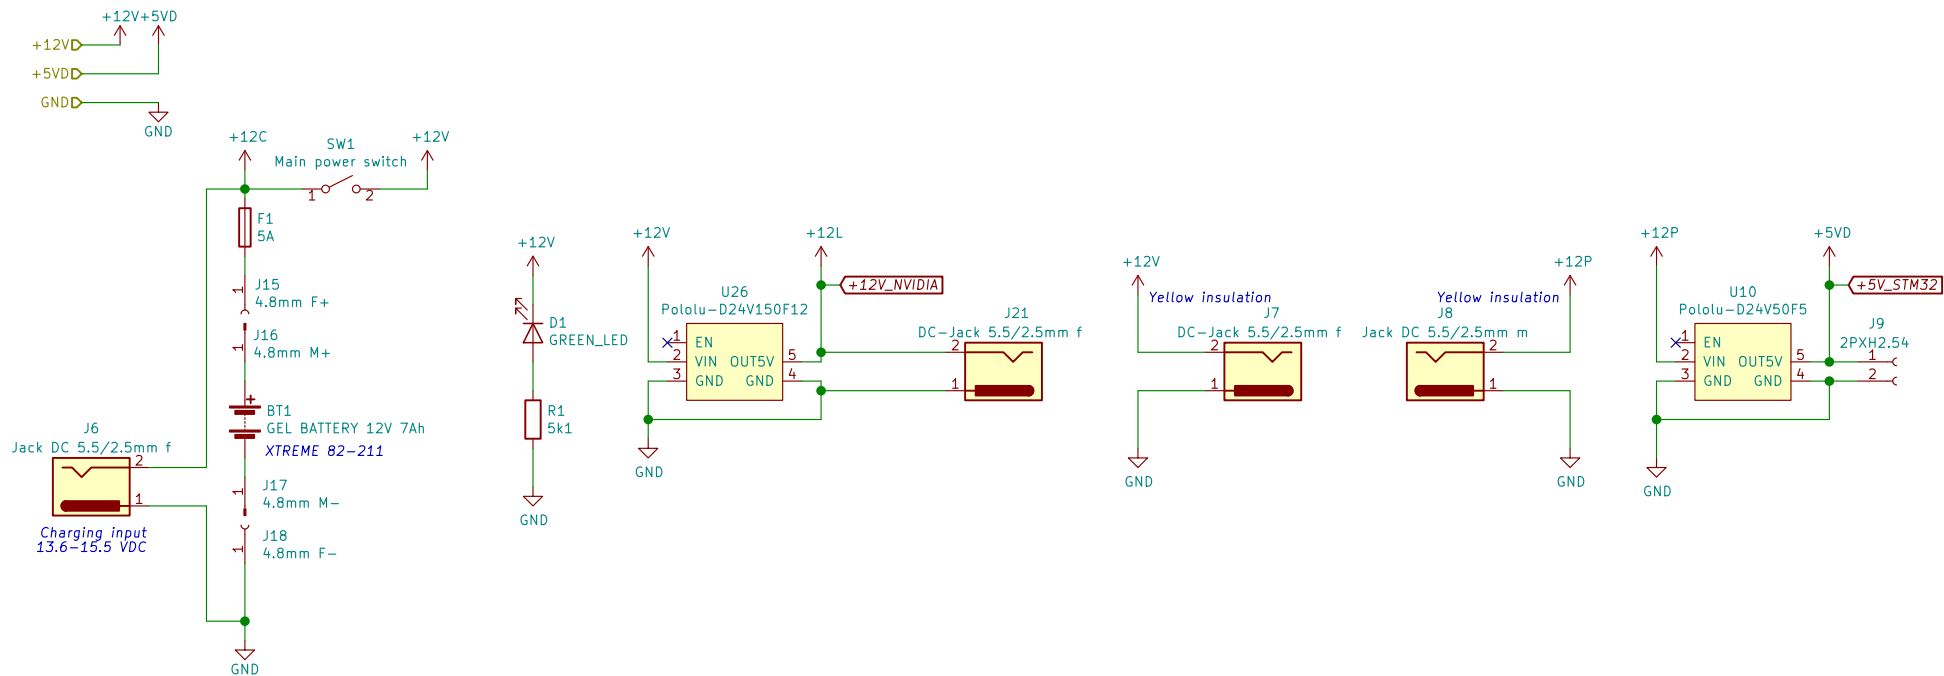 +12V +5VD
+12V
+5VD
GND
GND
+12C
SW1
Main power switch
+12V
1 2
F1
5A
J15
4.8mm F+
1
J16
4.8mm M+
1
+
BT1
GEL BATTERY 12V 7Ah
XTREME 82-211
J17
4.8mm M-
1
J18
4.8mm F-
1
GND
J6
Jack DC 5.5/2.5mm f
2
1
Charging input
13.6-15.5 VDC
+12V
D1
GREEN_LED
R1
5k1
GND
+12V
+12L
+12V_NVIDIA
U26
Pololu-D24V150F12
1 EN
2 VIN OUT5V 5
3 GND GND 4
GND
J21
DC-Jack 5.5/2.5mm f
2
1
+12V
Yellow insulation
J7
DC-Jack 5.5/2.5mm f
2
1
GND
+12P
Yellow insulation
J8
Jack DC 5.5/2.5mm m
2
1
GND
+12P
+5VD
+5V_STM32
U10
Pololu-D24V50F5
1 EN
2 VIN OUT5V 5
3 GND GND 4
J9
2PXH2.54
1
2
GND